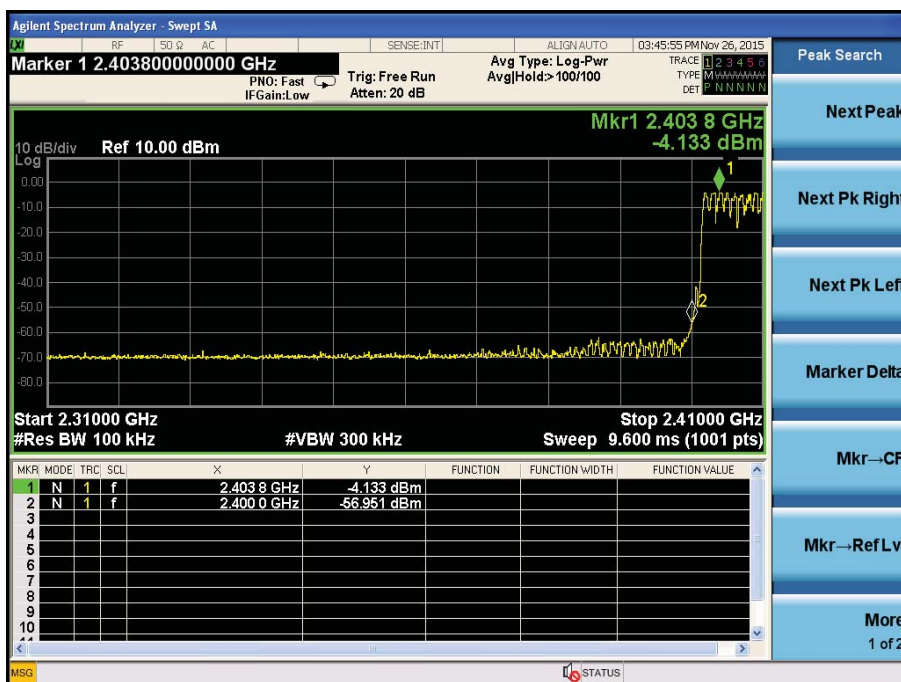 Agilent Spectrum Analyzer - Swept SA
LXI RF 50 Ω AC SENSE:INT ALIGN AUTO 03:45:55 PM Nov 26, 2015
Marker 1 2.403800000000 GHz
PNO: Fast
IFGain:Low
Trig: Free Run
Atten: 20 dB
Avg Type: Log-Pwr
Avg|Hold:>100/100
TRACE 1 2 3 4 5 6
TYPE M
DET P N N N N N
Peak Search
Next Peak
Next Pk Right
Next Pk Left
Marker Delta
Mkr→CF
Mkr→Ref Lv
More
1 of 2
Mkr1 2.403 8 GHz
-4.133 dBm
10 dB/div Ref 10.00 dBm
Log
1
0.00
-10.0
-20.0
-30.0
-40.0
-50.0
2
-60.0
-70.0
-80.0
Start 2.31000 GHz Stop 2.41000 GHz
#Res BW 100 kHz #VBW 300 kHz Sweep 9.600 ms (1001 pts)
MKR MODE TRC SCL X Y FUNCTION FUNCTION WIDTH FUNCTION VALUE
1 N 1 f 2.403 8 GHz -4.133 dBm
2 N 1 f 2.400 0 GHz -56.951 dBm
3
4
5
6
7
8
9
10
MSG STATUS